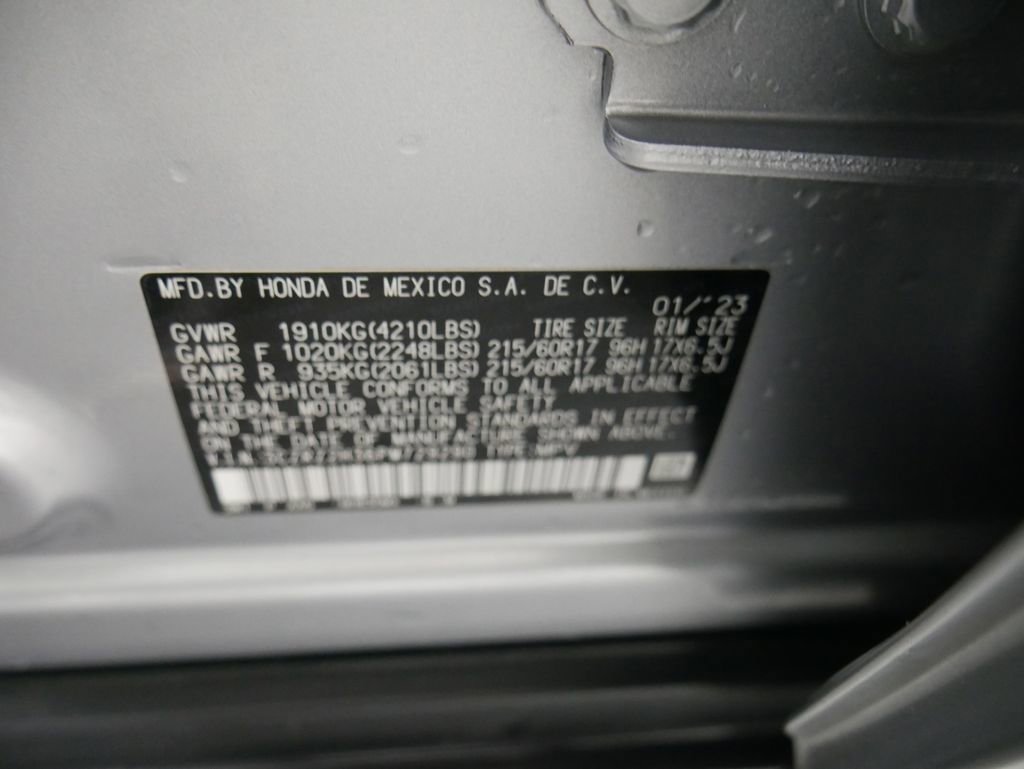 MFD.BY HONDA DE MEXICO S.A. DE C.V.
01/'23
GVWR 1910KG(4210LBS) TIRE SIZE RIM SIZE
GAWR F 1020KG(2248LBS) 215/60R17 96H 17X6.5J
GAWR R 935KG(2061LBS) 215/60R17 96H 17X6.5J
THIS VEHICLE CONFORMS TO ALL APPLICABLE
FEDERAL MOTOR VEHICLE SAFETY
AND THEFT PREVENTION STANDARDS IN EFFECT
ON THE DATE OF MANUFACTURE SHOWN ABOVE.
V.I.N. TYPE:MPV